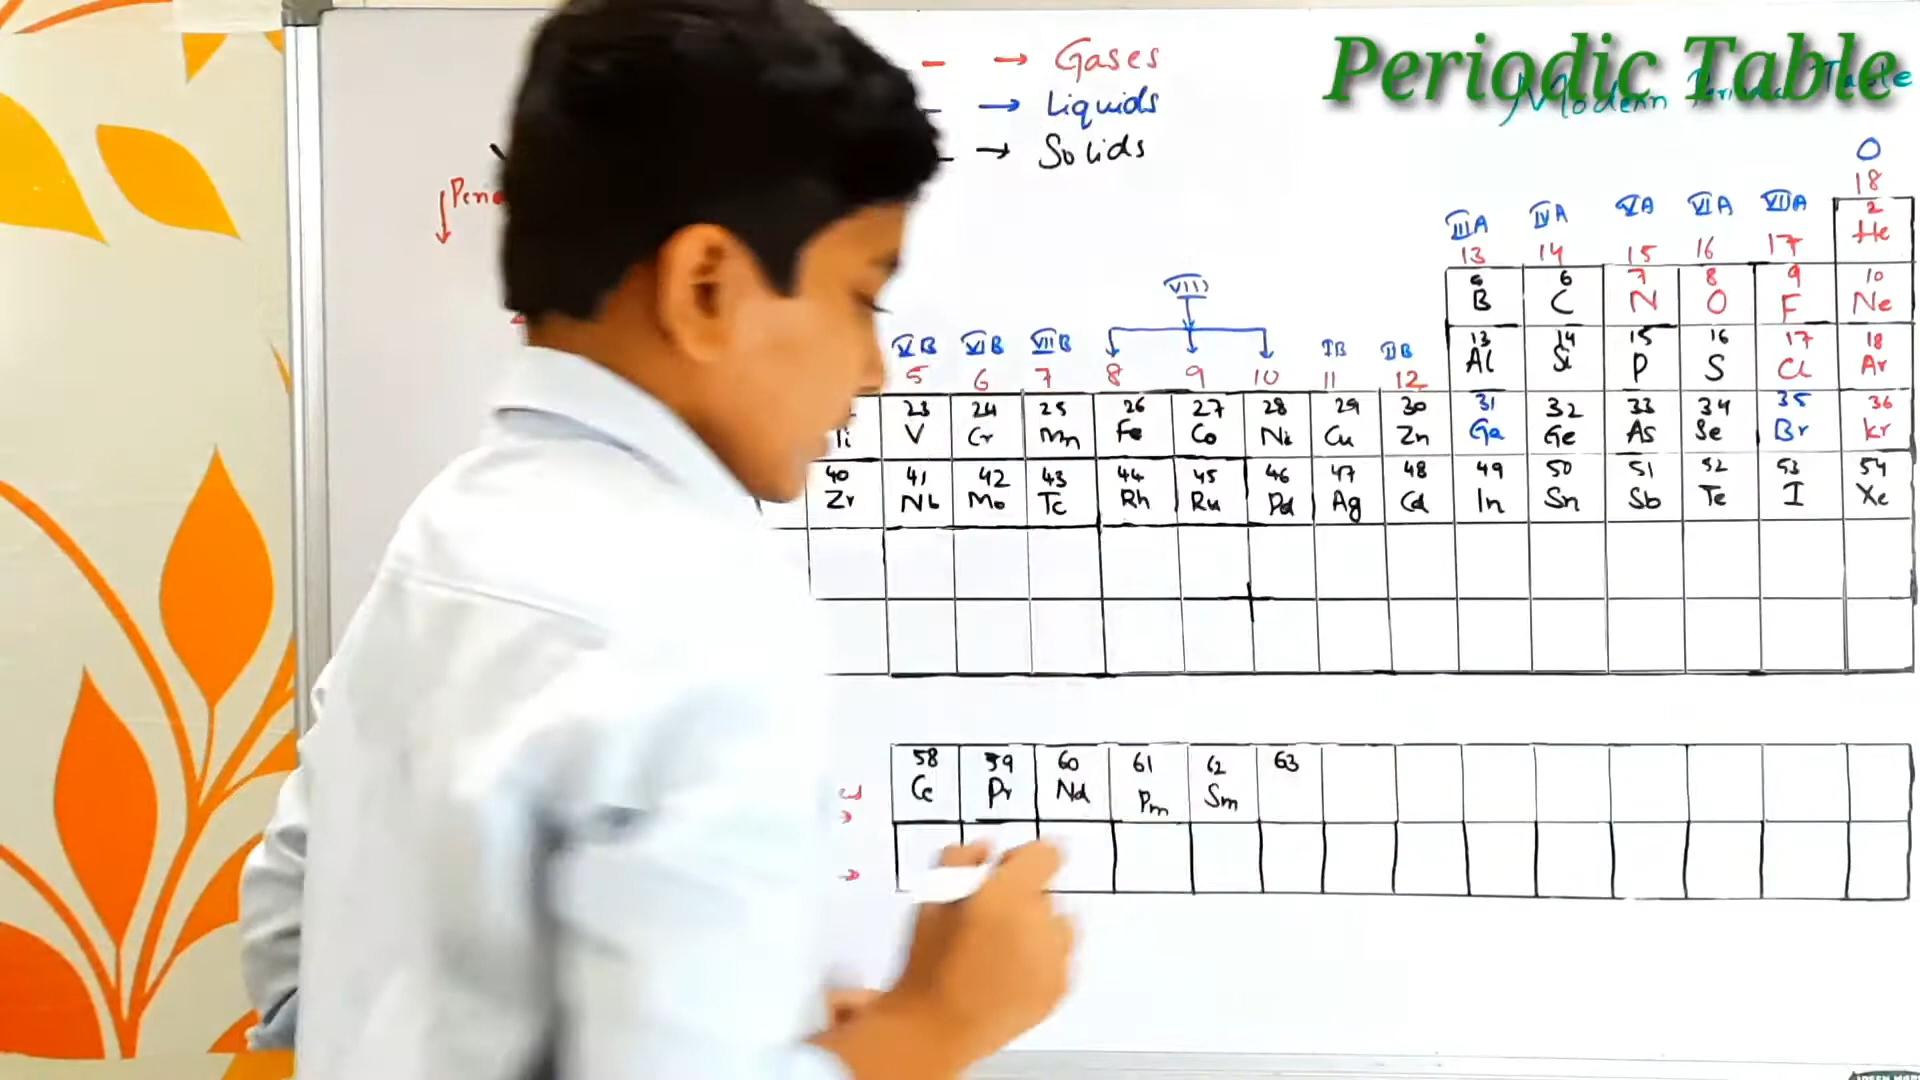 Periodic Table
Modern Periodic Table
→ Gases
→ Liquids
→ Solids
0
18
IIIA IVA VA VIA VIIA
13 14 15 16 17
2
He
VIII
5 6 7 8 9 10
B C N O F Ne
VB VIB VIIB IB IIB
5 6 7 8 9 10 11 12
13 14 15 16 17 18
Al Si P S Cl Ar
23 24 25 26 27 28 29 30 31 32 33 34 35 36
Ti V Cr Mn Fe Co Ni Cu Zn Ga Ge As Se Br Kr
40 41 42 43 44 45 46 47 48 49 50 51 52 53 54
Zr Nb Mo Tc Rh Ru Pd Ag Cd In Sn Sb Te I Xe
58 59 60 61 62 63
Ce Pr Nd Pm Sm